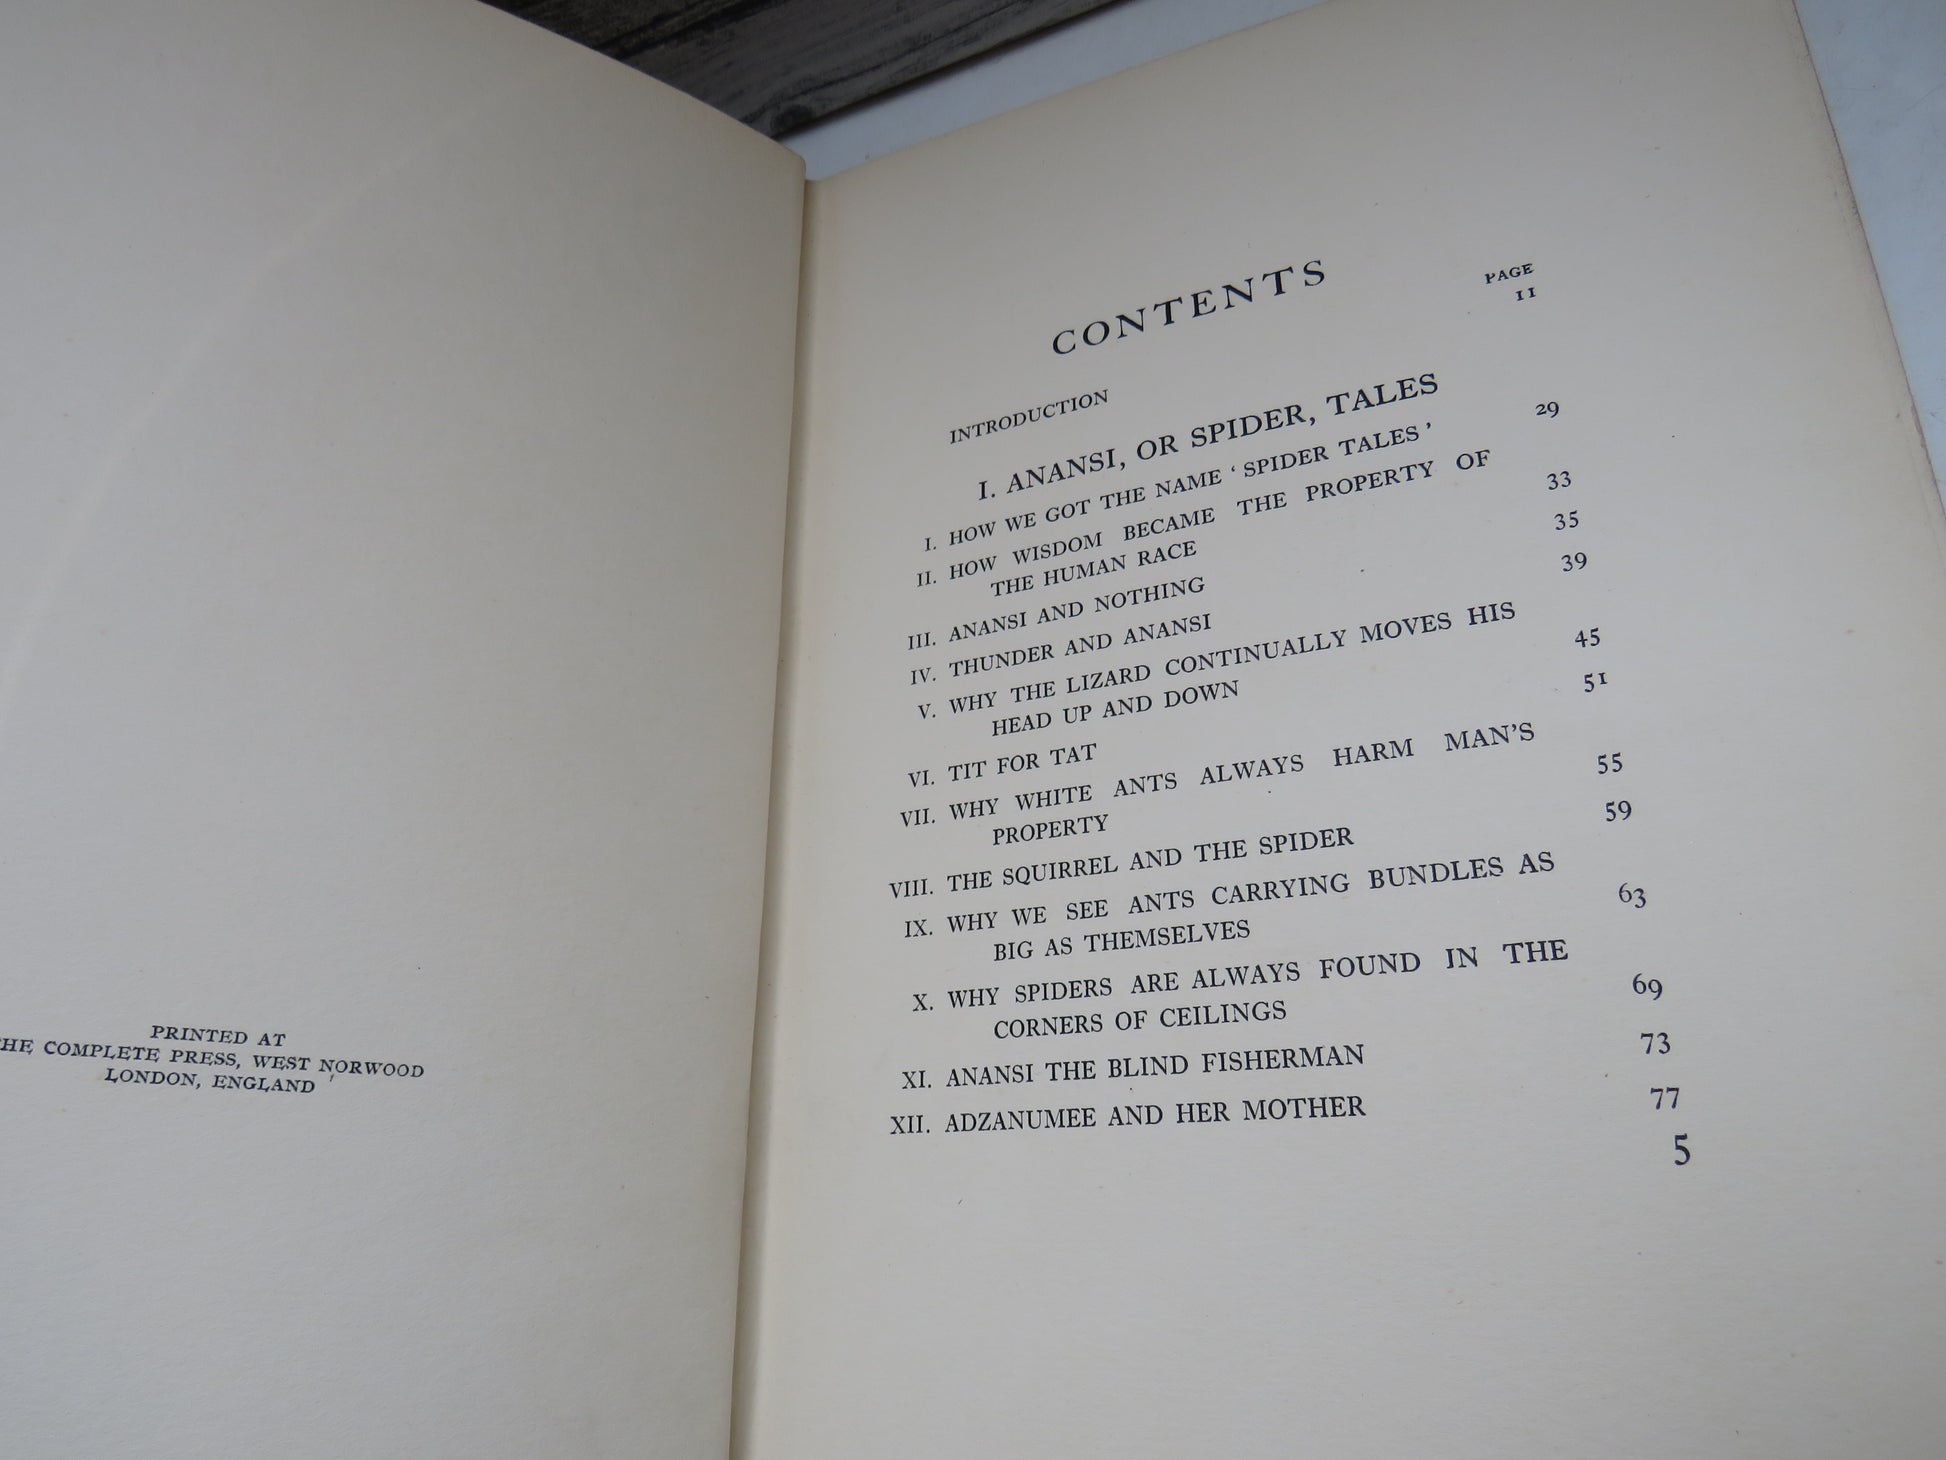 PRINTED AT
HE COMPLETE PRESS, WEST NORWOOD
LONDON, ENGLAND
CONTENTS
PAGE
INTRODUCTION 11
I. ANANSI, OR SPIDER, TALES
I. HOW WE GOT THE NAME ‘SPIDER TALES’ 29
II. HOW WISDOM BECAME THE PROPERTY OF
THE HUMAN RACE 33
III. ANANSI AND NOTHING 35
IV. THUNDER AND ANANSI 39
V. WHY THE LIZARD CONTINUALLY MOVES HIS
HEAD UP AND DOWN 45
VI. TIT FOR TAT 51
VII. WHY WHITE ANTS ALWAYS HARM MAN'S
PROPERTY 55
VIII. THE SQUIRREL AND THE SPIDER 59
IX. WHY WE SEE ANTS CARRYING BUNDLES AS
BIG AS THEMSELVES 63
X. WHY SPIDERS ARE ALWAYS FOUND IN THE
CORNERS OF CEILINGS 69
XI. ANANSI THE BLIND FISHERMAN 73
XII. ADZANUMEE AND HER MOTHER 77
5